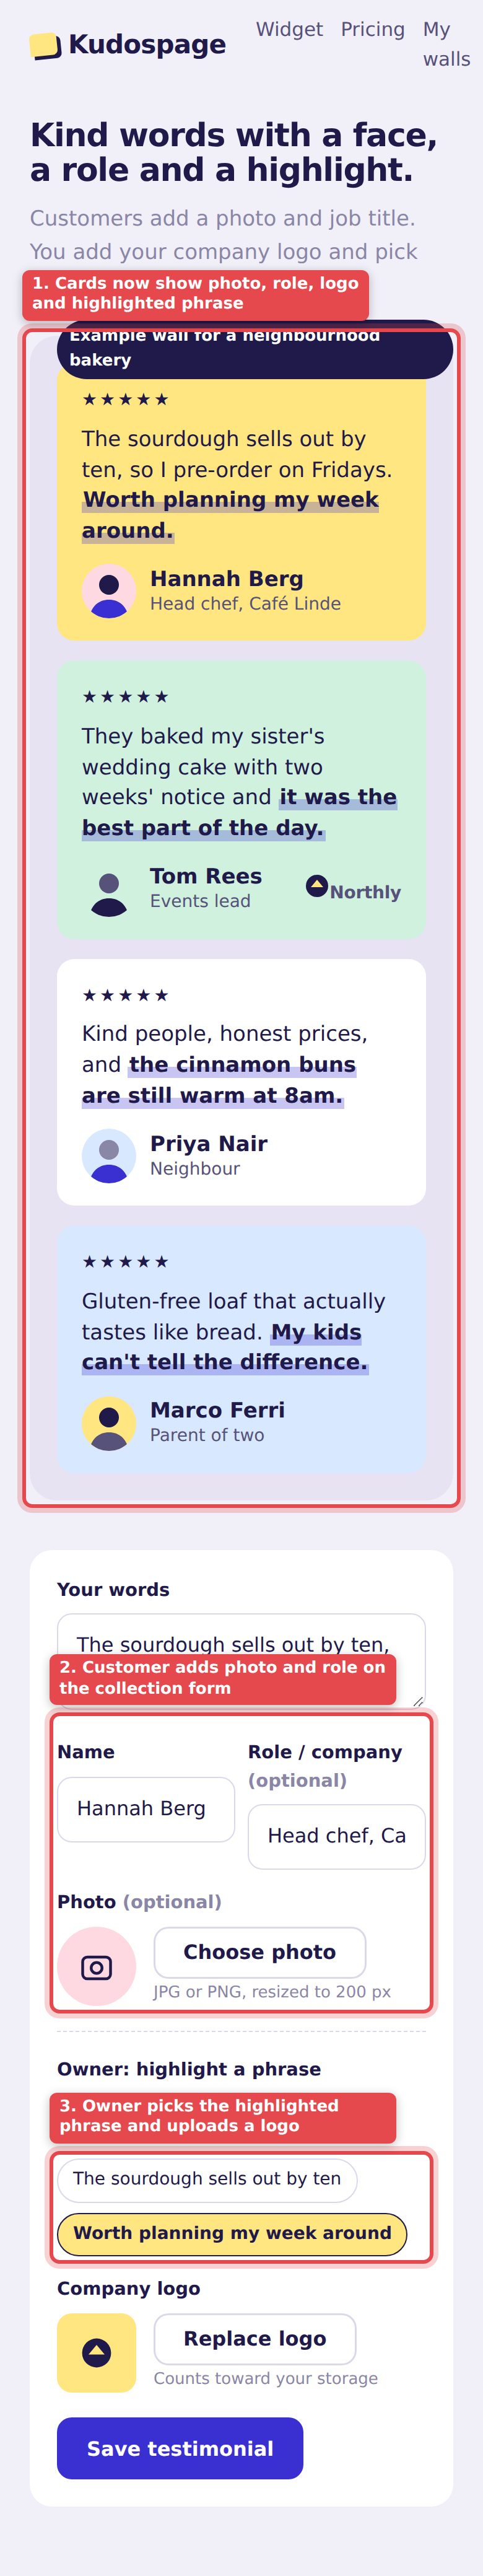 Kudospage
Widget Pricing My
walls
Kind words with a face,
a role and a highlight.
Customers add a photo and job title.
You add your company logo and pick
1. Cards now show photo, role, logo
and highlighted phrase
Example wall for a neighbourhood
bakery
★★★★★
The sourdough sells out by
ten, so I pre-order on Fridays.
Worth planning my week
around.
Hannah Berg
Head chef, Café Linde
★★★★★
They baked my sister's
wedding cake with two
weeks' notice and it was the
best part of the day.
Tom Rees
Events lead
Northly
★★★★★
Kind people, honest prices,
and the cinnamon buns
are still warm at 8am.
Priya Nair
Neighbour
★★★★★
Gluten-free loaf that actually
tastes like bread. My kids
can't tell the difference.
Marco Ferri
Parent of two
Your words
The sourdough sells out by ten,
2. Customer adds photo and role on
the collection form
Name
Role / company
(optional)
Hannah Berg
Head chef, Ca
Photo (optional)
Choose photo
JPG or PNG, resized to 200 px
Owner: highlight a phrase
3. Owner picks the highlighted
phrase and uploads a logo
The sourdough sells out by ten
Worth planning my week around
Company logo
Replace logo
Counts toward your storage
Save testimonial